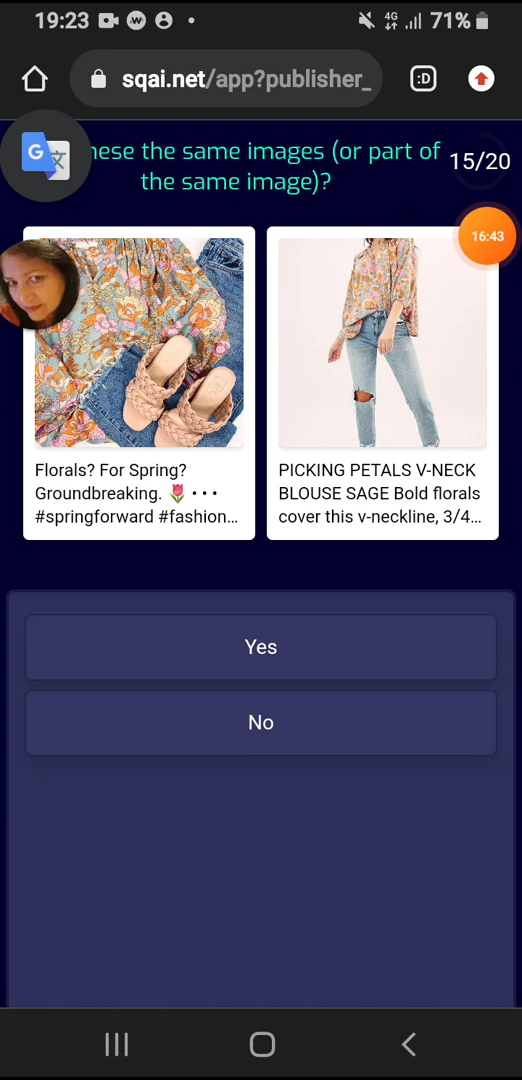 19:23
4G
71%
sqai.net/app?publisher_
:D
G
hese the same images (or part of
the same image)?
15/20
16:43
Florals? For Spring?
Groundbreaking. 🌷 • • •
#springforward #fashion...
PICKING PETALS V-NECK
BLOUSE SAGE Bold florals
cover this v-neckline, 3/4...
Yes
No